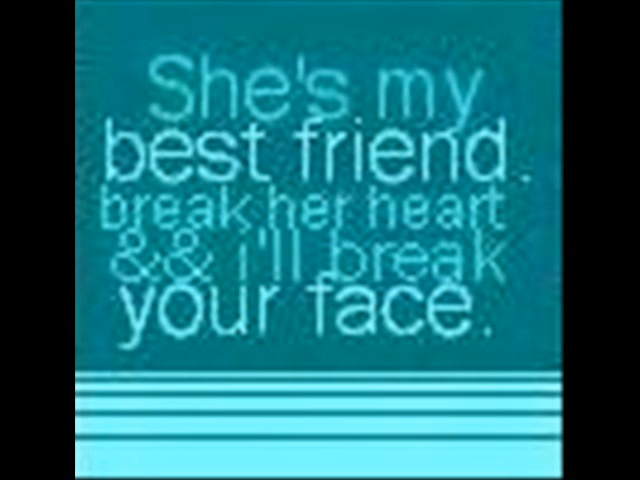 She's my
best friend.
break her heart
&& i'll break
your face.